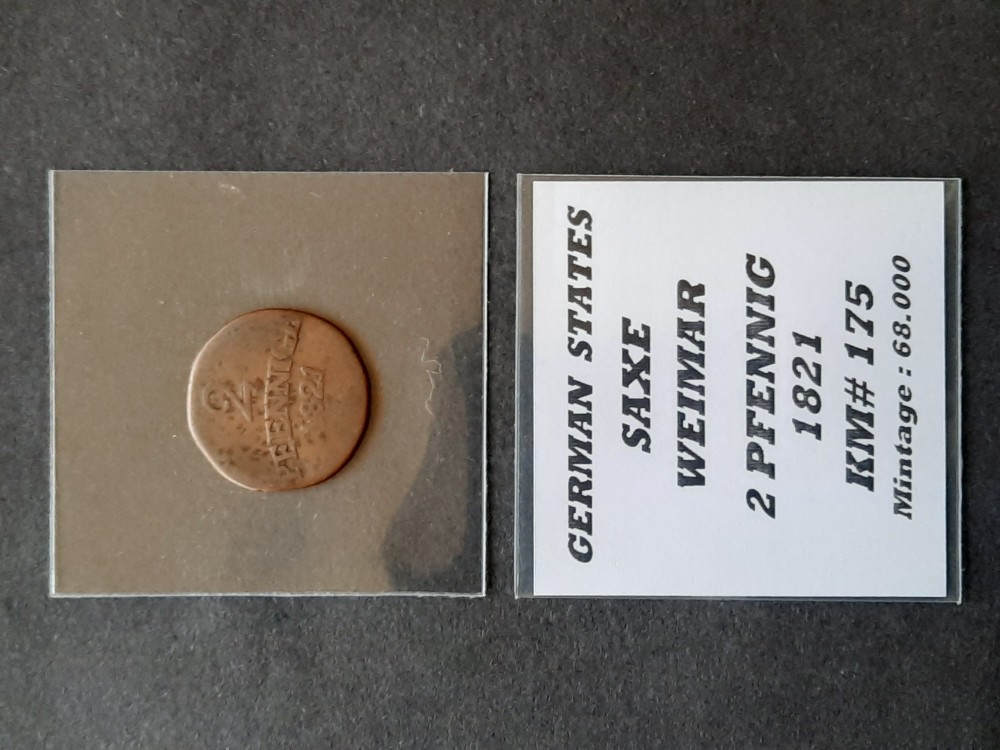 2
PFENNIG
1821
GERMAN STATES
SAXE
WEIMAR
2 PFENNIG
1821
KM# 175
Mintage : 68.000